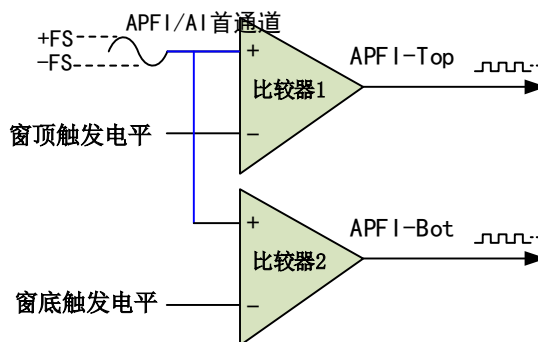 APFI/AI首通道
+FS
-FS
+
APFI-Top
比较器1
窗顶触发电平
-
+
APFI-Bot
比较器2
窗底触发电平
-